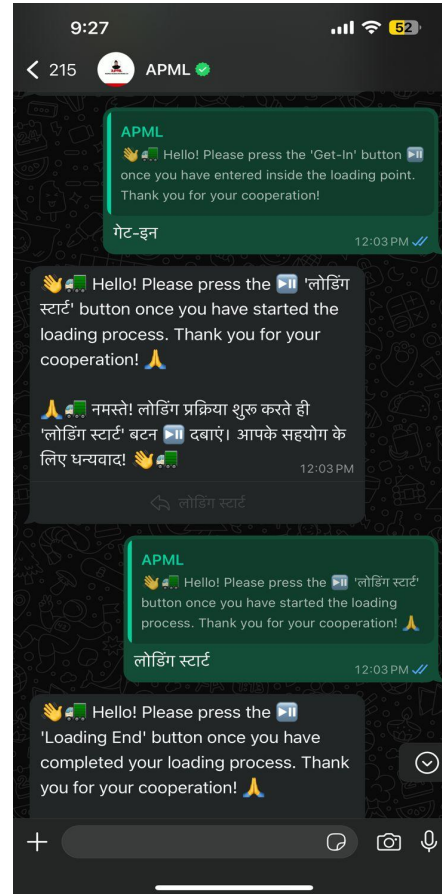 9:27
52
215
APML
APML
👋🚛 Hello! Please press the 'Get-In' button ⏯️
once you have entered inside the loading point.
Thank you for your cooperation!
गेट-इन
12:03 PM
👋🚛 Hello! Please press the ⏯️ 'लोडिंग
स्टार्ट' button once you have started the
loading process. Thank you for your
cooperation! 🙏
🙏🚛 नमस्ते! लोडिंग प्रक्रिया शुरू करते ही
'लोडिंग स्टार्ट' बटन ⏯️ दबाएं। आपके सहयोग के
लिए धन्यवाद! 👋🚛
12:03 PM
लोडिंग स्टार्ट
APML
👋🚛 Hello! Please press the ⏯️ 'लोडिंग स्टार्ट'
button once you have started the loading
process. Thank you for your cooperation! 🙏
लोडिंग स्टार्ट
12:03 PM
👋🚛 Hello! Please press the ⏯️
'Loading End' button once you have
completed your loading process. Thank
you for your cooperation! 🙏